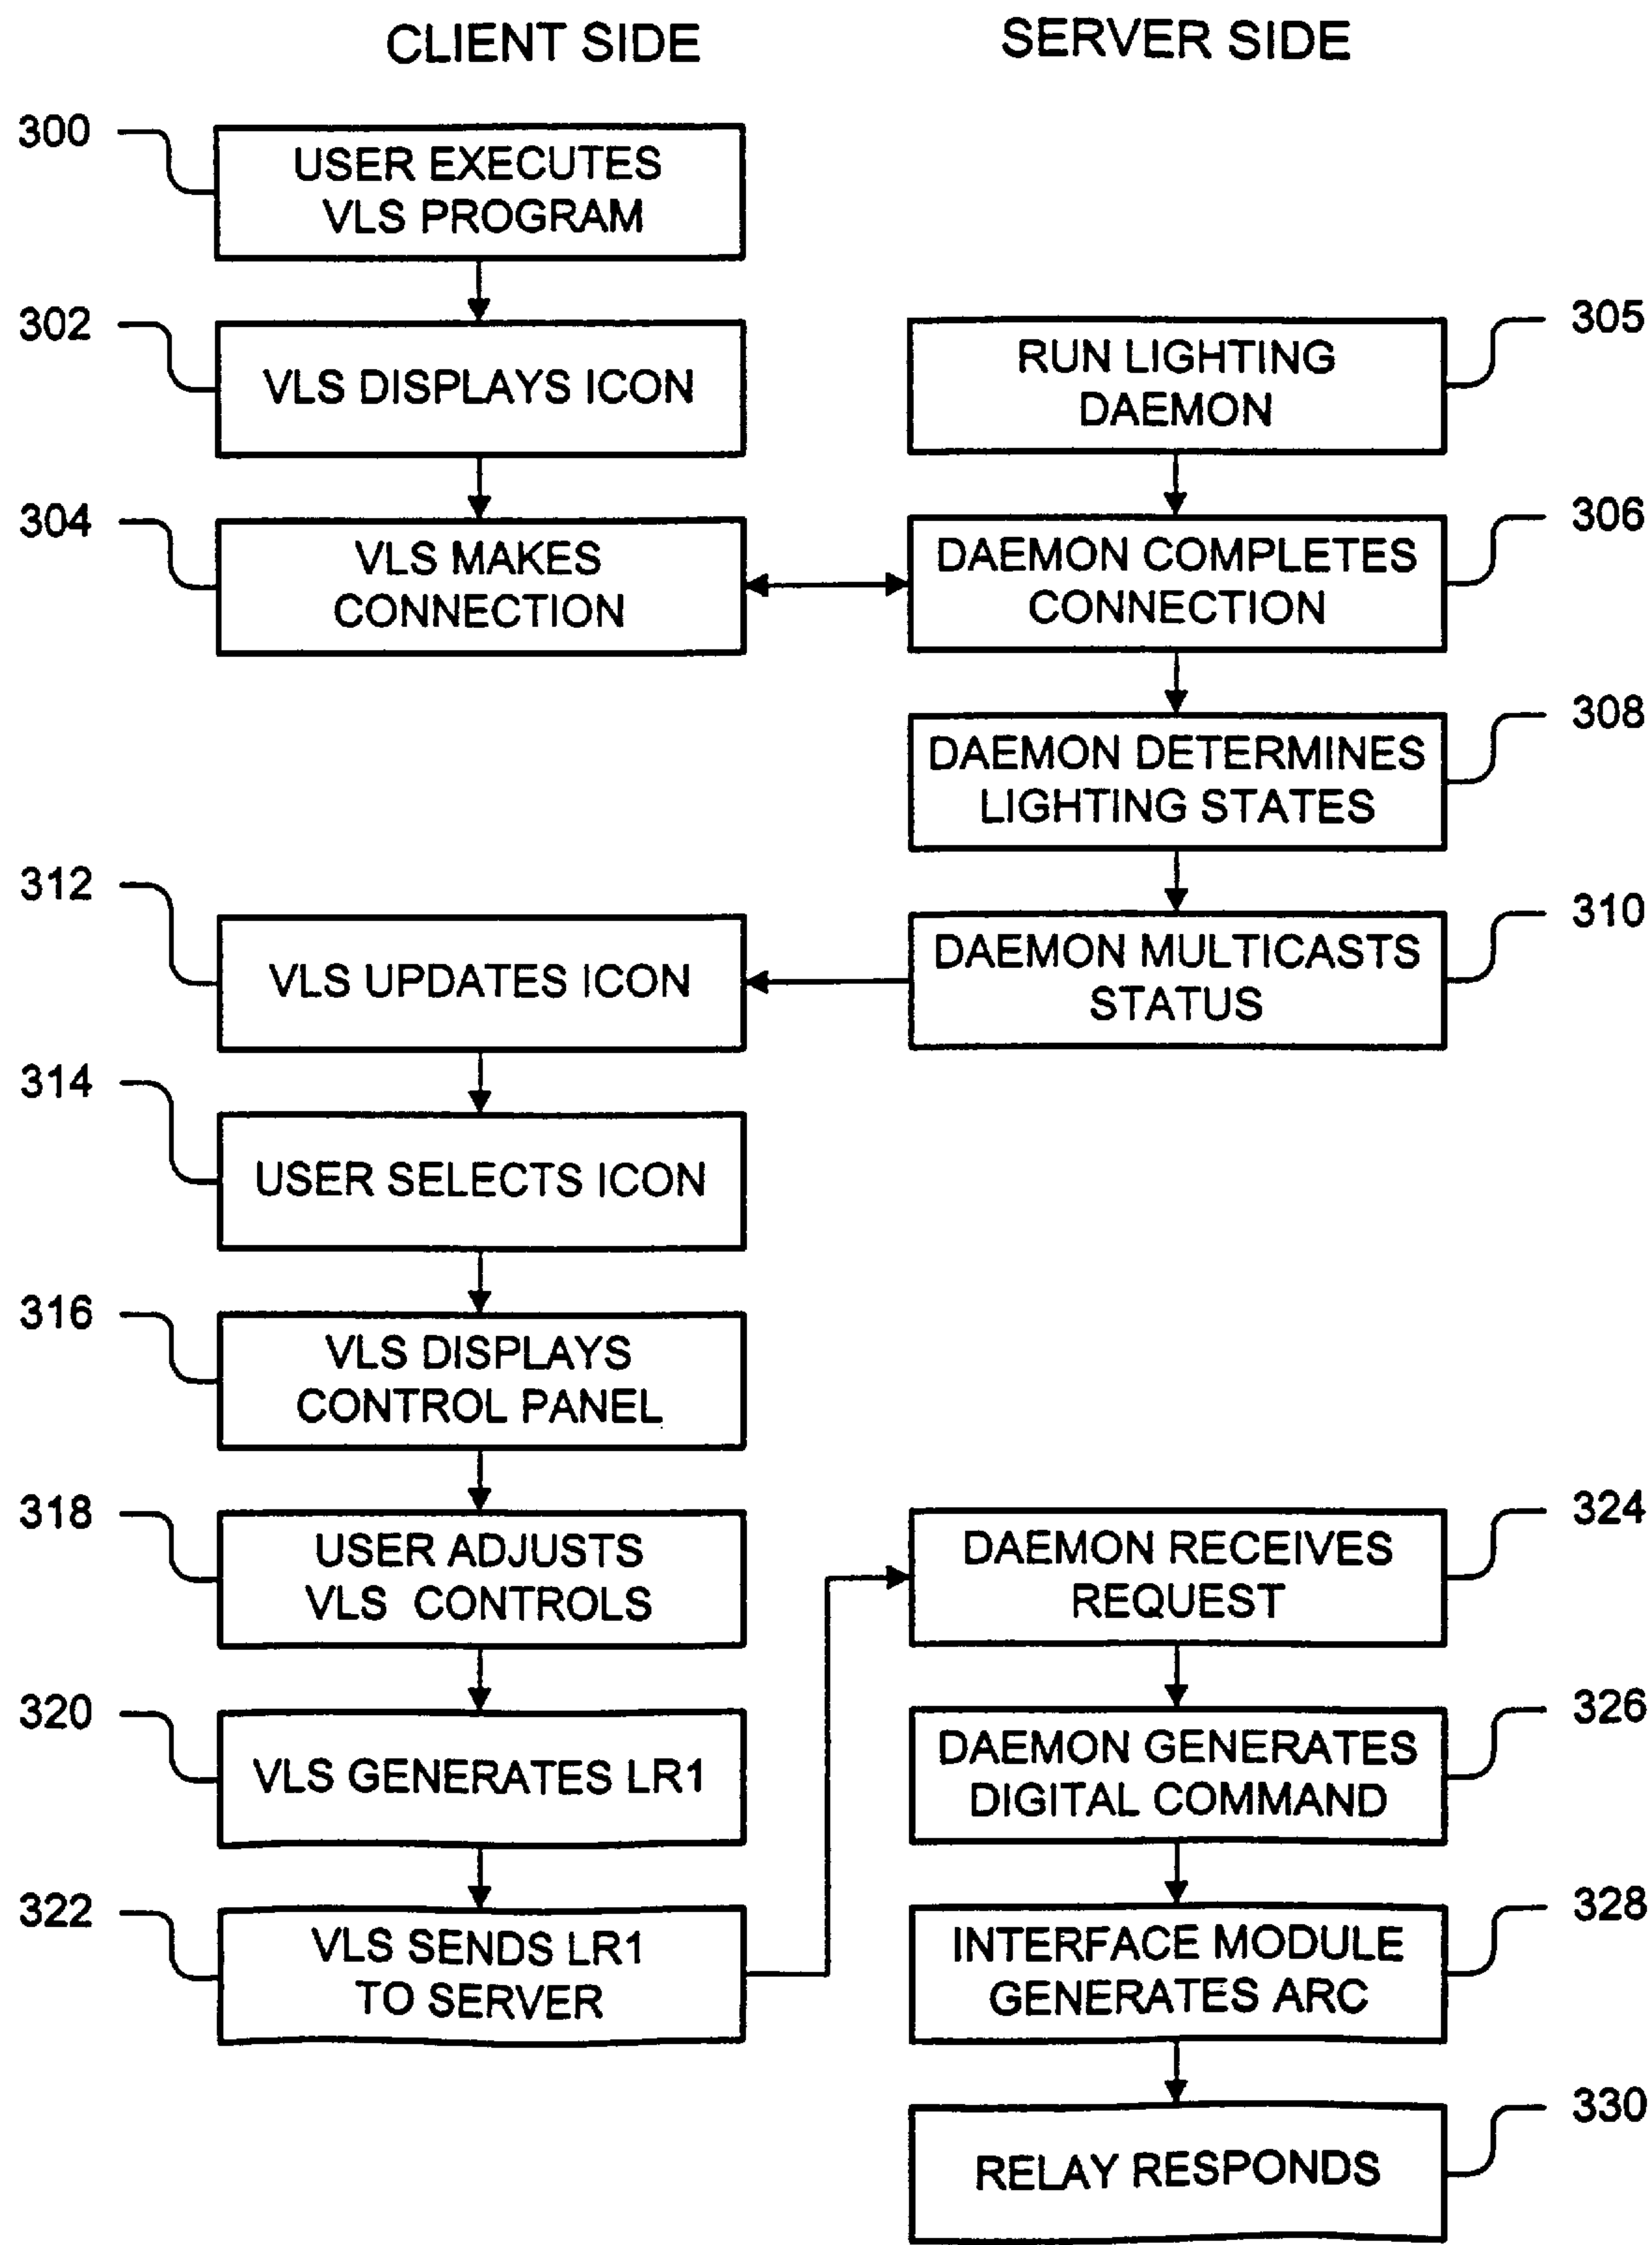 CLIENT SIDE
SERVER SIDE
300
USER EXECUTES
VLS PROGRAM
302
VLS DISPLAYS ICON
305
RUN LIGHTING
DAEMON
304
VLS MAKES
CONNECTION
306
DAEMON COMPLETES
CONNECTION
308
DAEMON DETERMINES
LIGHTING STATES
310
DAEMON MULTICASTS
STATUS
312
VLS UPDATES ICON
314
USER SELECTS ICON
316
VLS DISPLAYS
CONTROL PANEL
318
USER ADJUSTS
VLS CONTROLS
320
VLS GENERATES LR1
322
VLS SENDS LR1
TO SERVER
324
DAEMON RECEIVES
REQUEST
326
DAEMON GENERATES
DIGITAL COMMAND
328
INTERFACE MODULE
GENERATES ARC
330
RELAY RESPONDS